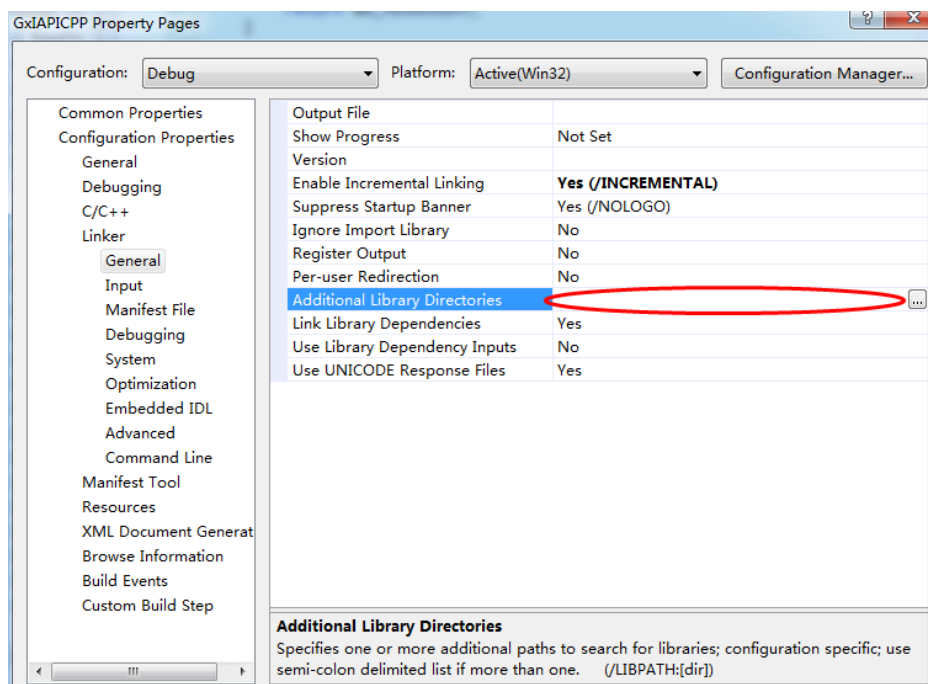 GxIAPICPP Property Pages
Configuration: Debug Platform: Active(Win32) Configuration Manager...
Common Properties
Configuration Properties
General
Debugging
C/C++
Linker
General
Input
Manifest File
Debugging
System
Optimization
Embedded IDL
Advanced
Command Line
Manifest Tool
Resources
XML Document Generat
Browse Information
Build Events
Custom Build Step
Output File
Show Progress Not Set
Version
Enable Incremental Linking Yes (/INCREMENTAL)
Suppress Startup Banner Yes (/NOLOGO)
Ignore Import Library No
Register Output No
Per-user Redirection No
Additional Library Directories ...
Link Library Dependencies Yes
Use Library Dependency Inputs No
Use UNICODE Response Files Yes
Additional Library Directories
Specifies one or more additional paths to search for libraries; configuration specific; use
semi-colon delimited list if more than one. (/LIBPATH:[dir])